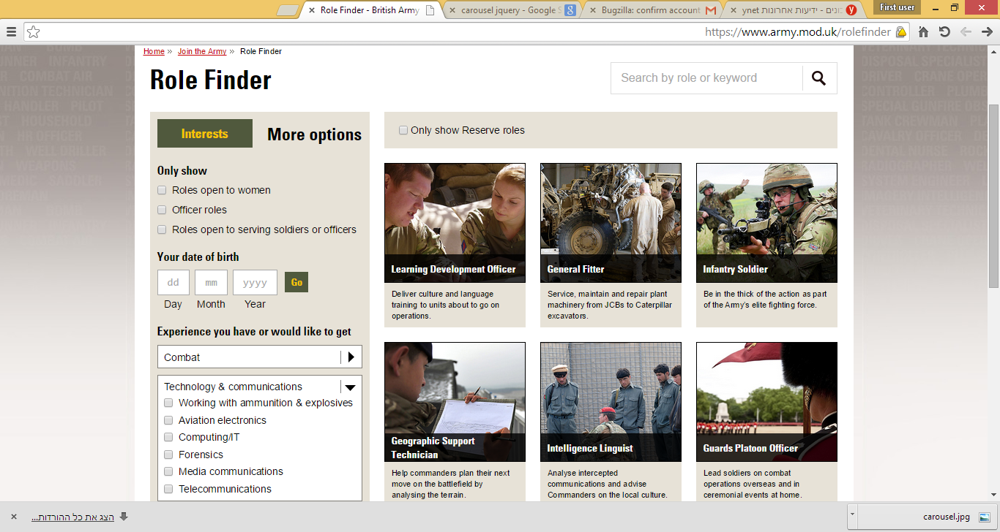 Role Finder - British Army
carousel jquery - Google S
Bugzilla: confirm account
ynet ידיעות אחרונות - 
First user
https://www.army.mod.uk/rolefinder
Home » Join the Army » Role Finder
Role Finder
Search by role or keyword
Interests
More options
Only show
Roles open to women
Officer roles
Roles open to serving soldiers or officers
Your date of birth
dd mm yyyy Go
Day Month Year
Experience you have or would like to get
Combat
Technology & communications
Working with ammunition & explosives
Aviation electronics
Computing/IT
Forensics
Media communications
Telecommunications
Only show Reserve roles
Learning Development Officer
Deliver culture and language
training to units about to go on
operations.
General Fitter
Service, maintain and repair plant
machinery from JCBs to Caterpillar
excavators.
Infantry Soldier
Be in the thick of the action as part
of the Army's elite fighting force.
Geographic Support
Technician
Help commanders plan their next
move on the battlefield by
analysing the terrain.
Intelligence Linguist
Analyse intercepted
communications and advise
Commanders on the local culture.
Guards Platoon Officer
Lead soldiers on combat
operations overseas and in
ceremonial events at home.
הצג את כל ההורדות...
carousel.jpg